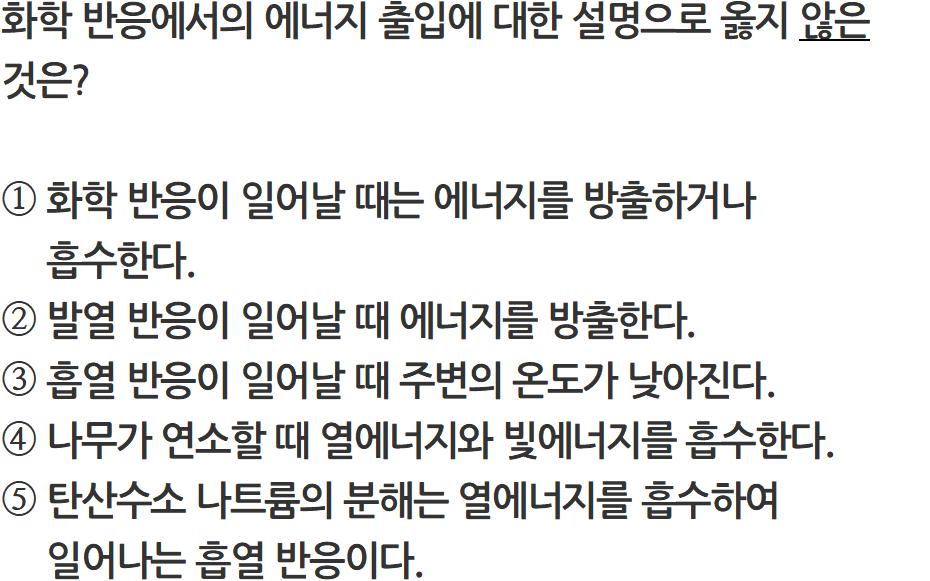 화학 반응에서의 에너지 출입에 대한 설명으로 옳지 않은
것은?
① 화학 반응이 일어날 때는 에너지를 방출하거나
흡수한다.
② 발열 반응이 일어날 때 에너지를 방출한다.
③ 흡열 반응이 일어날 때 주변의 온도가 낮아진다.
④ 나무가 연소할 때 열에너지와 빛에너지를 흡수한다.
⑤ 탄산수소 나트륨의 분해는 열에너지를 흡수하여
일어나는 흡열 반응이다.